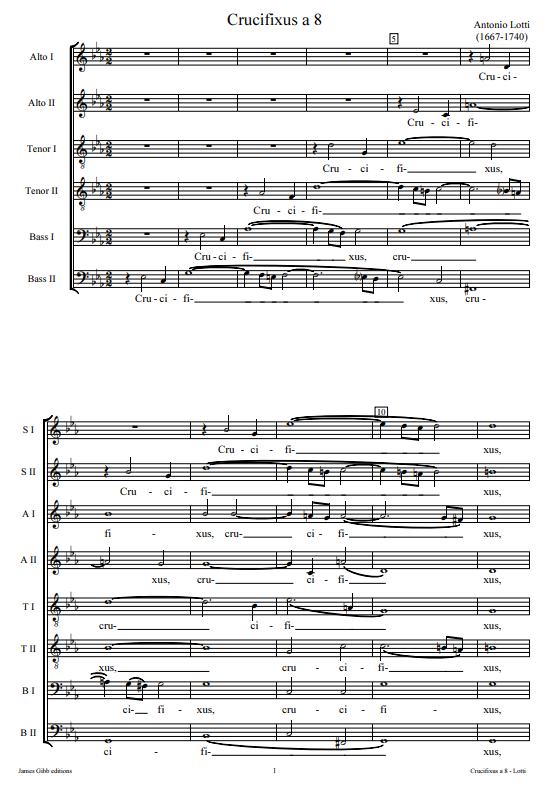 Crucifixus a 8
Antonio Lotti
(1667-1740)
5
Alto I
Cru - ci -
Alto II
Cru - ci - fi-
Tenor I
8
Cru - ci - fi- xus,
Tenor II
8
Cru - ci - fi-
Bass I
Cru - ci - fi- xus, cru-
Bass II
Cru - ci - fi- xus, cru -
10
S I
Cru - ci - fi- xus,
S II
Cru - ci - fi- xus,
A I
fi - xus, cru- ci - fi- xus,
A II
xus, cru- ci - fi- xus,
T I
8
cru- ci - fi- xus,
T II
8
xus, cru - ci - fi- xus,
B I
ci- fi - xus, cru - ci - fi - xus,
B II
ci - fi- xus,
James Gibb editions
1
Crucifixus a 8 - Lotti